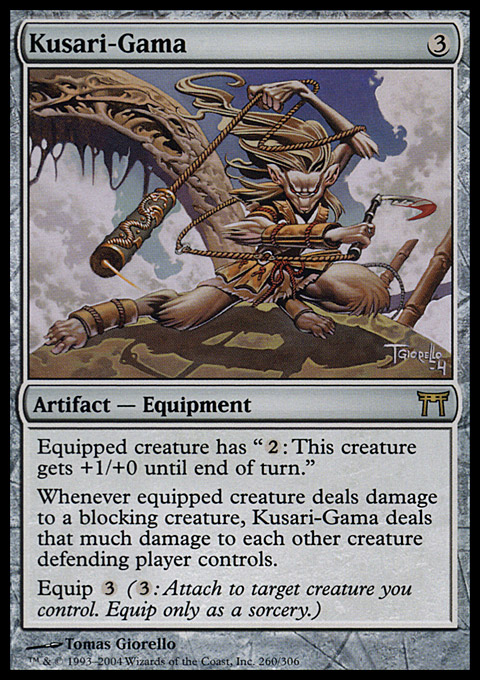 Kusari-Gama 3
TGIORELLO
-4
Artifact — Equipment
Equipped creature has “2: This creature
gets +1/+0 until end of turn.”
Whenever equipped creature deals damage
to a blocking creature, Kusari-Gama deals
that much damage to each other creature
defending player controls.
Equip 3 (3: Attach to target creature you
control. Equip only as a sorcery.)
Tomas Giorello
™ & © 1993–2004 Wizards of the Coast, Inc. 260/306